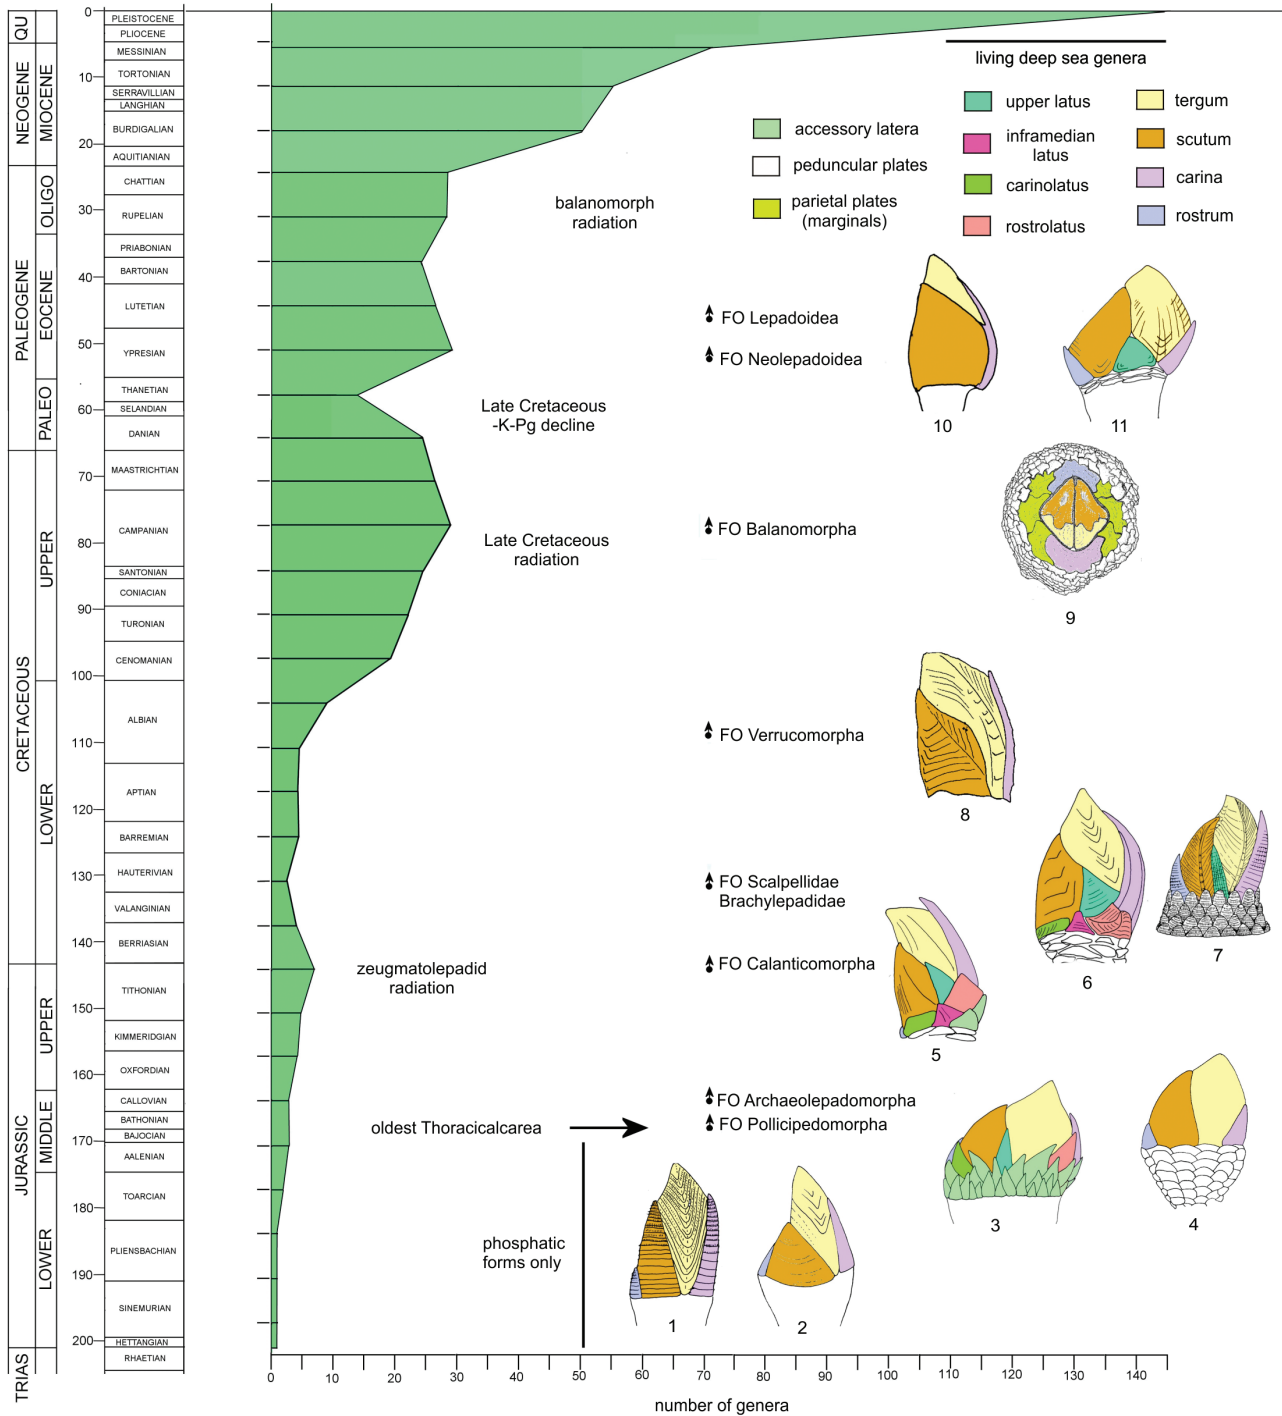 QU
NEOGENE
PALEOGENE
CRETACEOUS
JURASSIC
TRIAS
MIOCENE
OLIGO
EOCENE
PALEO
UPPER
LOWER
UPPER
MIDDLE
LOWER
0
10
20
30
40
50
60
70
80
90
100
110
120
130
140
150
160
170
180
190
200
PLEISTOCENE
PLIOCENE
MESSINIAN
TORTONIAN
SERRAVILLIAN
LANGHIAN
BURDIGALIAN
AQUITIANIAN
CHATTIAN
RUPELIAN
PRIABONIAN
BARTONIAN
LUTETIAN
YPRESIAN
THANETIAN
SELANDIAN
DANIAN
MAASTRICHTIAN
CAMPANIAN
SANTONIAN
CONIACIAN
TURONIAN
CENOMANIAN
ALBIAN
APTIAN
BARREMIAN
HAUTERIVIAN
VALANGINIAN
BERRIASIAN
TITHONIAN
KIMMERIDGIAN
OXFORDIAN
CALLOVIAN
BATHONIAN
BAJOCIAN
AALENIAN
TOARCIAN
PLIENSBACHIAN
SINEMURIAN
HETTANGIAN
RHAETIAN
living deep sea genera
accessory latera
peduncular plates
parietal plates
(marginals)
upper latus
inframedian
latus
carinolatus
rostrolatus
tergum
scutum
carina
rostrum
balanomorph
radiation
FO Lepadoidea
FO Neolepadoidea
10
11
Late Cretaceous
-K-Pg decline
FO Balanomorpha
Late Cretaceous
radiation
9
FO Verrucomorpha
8
FO Scalpellidae
Brachylepadidae
7
6
FO Calanticomorpha
zeugmatolepadid
radiation
5
FO Archaeolepadomorpha
FO Pollicipedomorpha
oldest Thoracicalcarea
3
4
phosphatic
forms only
1
2
0
10
20
30
40
50
60
70
80
90
100
110
120
130
140
number of genera